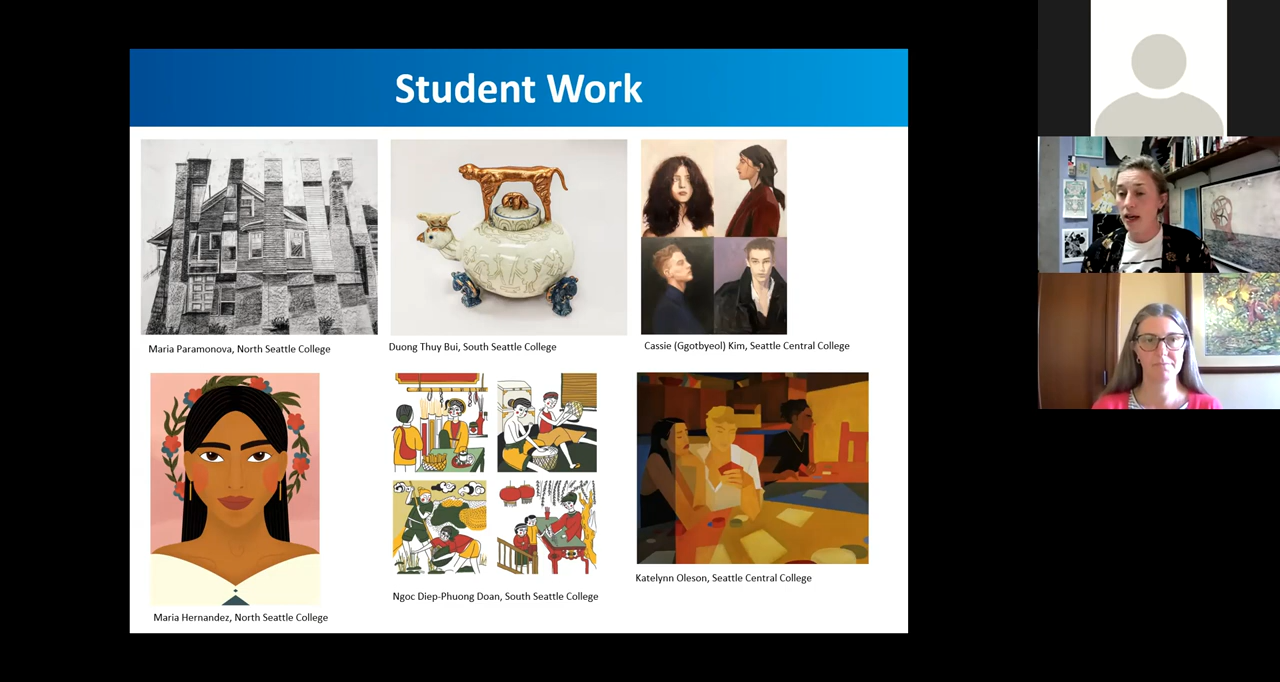 Student Work
Maria Paramonova, North Seattle College
Duong Thuy Bui, South Seattle College
Cassie (Ggotbyeol) Kim, Seattle Central College
Maria Hernandez, North Seattle College
Ngoc Diep-Phuong Doan, South Seattle College
Katelynn Oleson, Seattle Central College